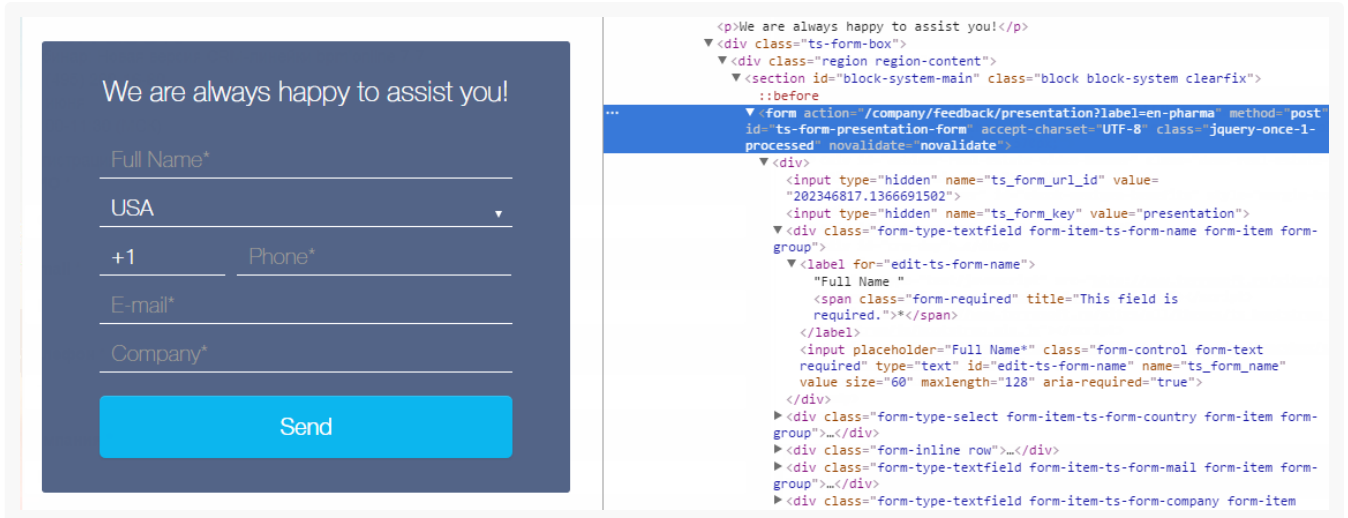 We are always happy to assist you!
Full Name*
USA
+1 Phone*
E-mail*
Company*
Send
<p>We are always happy to assist you!</p>
▼<div class="ts-form-box">
▼<div class="region region-content">
▼<section id="block-system-main" class="block block-system clearfix">
::before
... ▼<form action="/company/feedback/presentation?label=en-pharma" method="post"
id="ts-form-presentation-form" accept-charset="UTF-8" class="jquery-once-1-
processed" novalidate="novalidate">
▼<div>
<input type="hidden" name="ts_form_url_id" value=
"202346817.1366691502">
<input type="hidden" name="ts_form_key" value="presentation">
▼<div class="form-type-textfield form-item-ts-form-name form-item form-
group">
▼<label for="edit-ts-form-name">
"Full Name "
<span class="form-required" title="This field is
required.">*</span>
</label>
<input placeholder="Full Name*" class="form-control form-text
required" type="text" id="edit-ts-form-name" name="ts_form_name"
value size="60" maxlength="128" aria-required="true">
</div>
▶<div class="form-type-select form-item-ts-form-country form-item form-
group">…</div>
▶<div class="form-inline row">…</div>
▶<div class="form-type-textfield form-item-ts-form-mail form-item form-
group">…</div>
▶<div class="form-type-textfield form-item-ts-form-company form-item